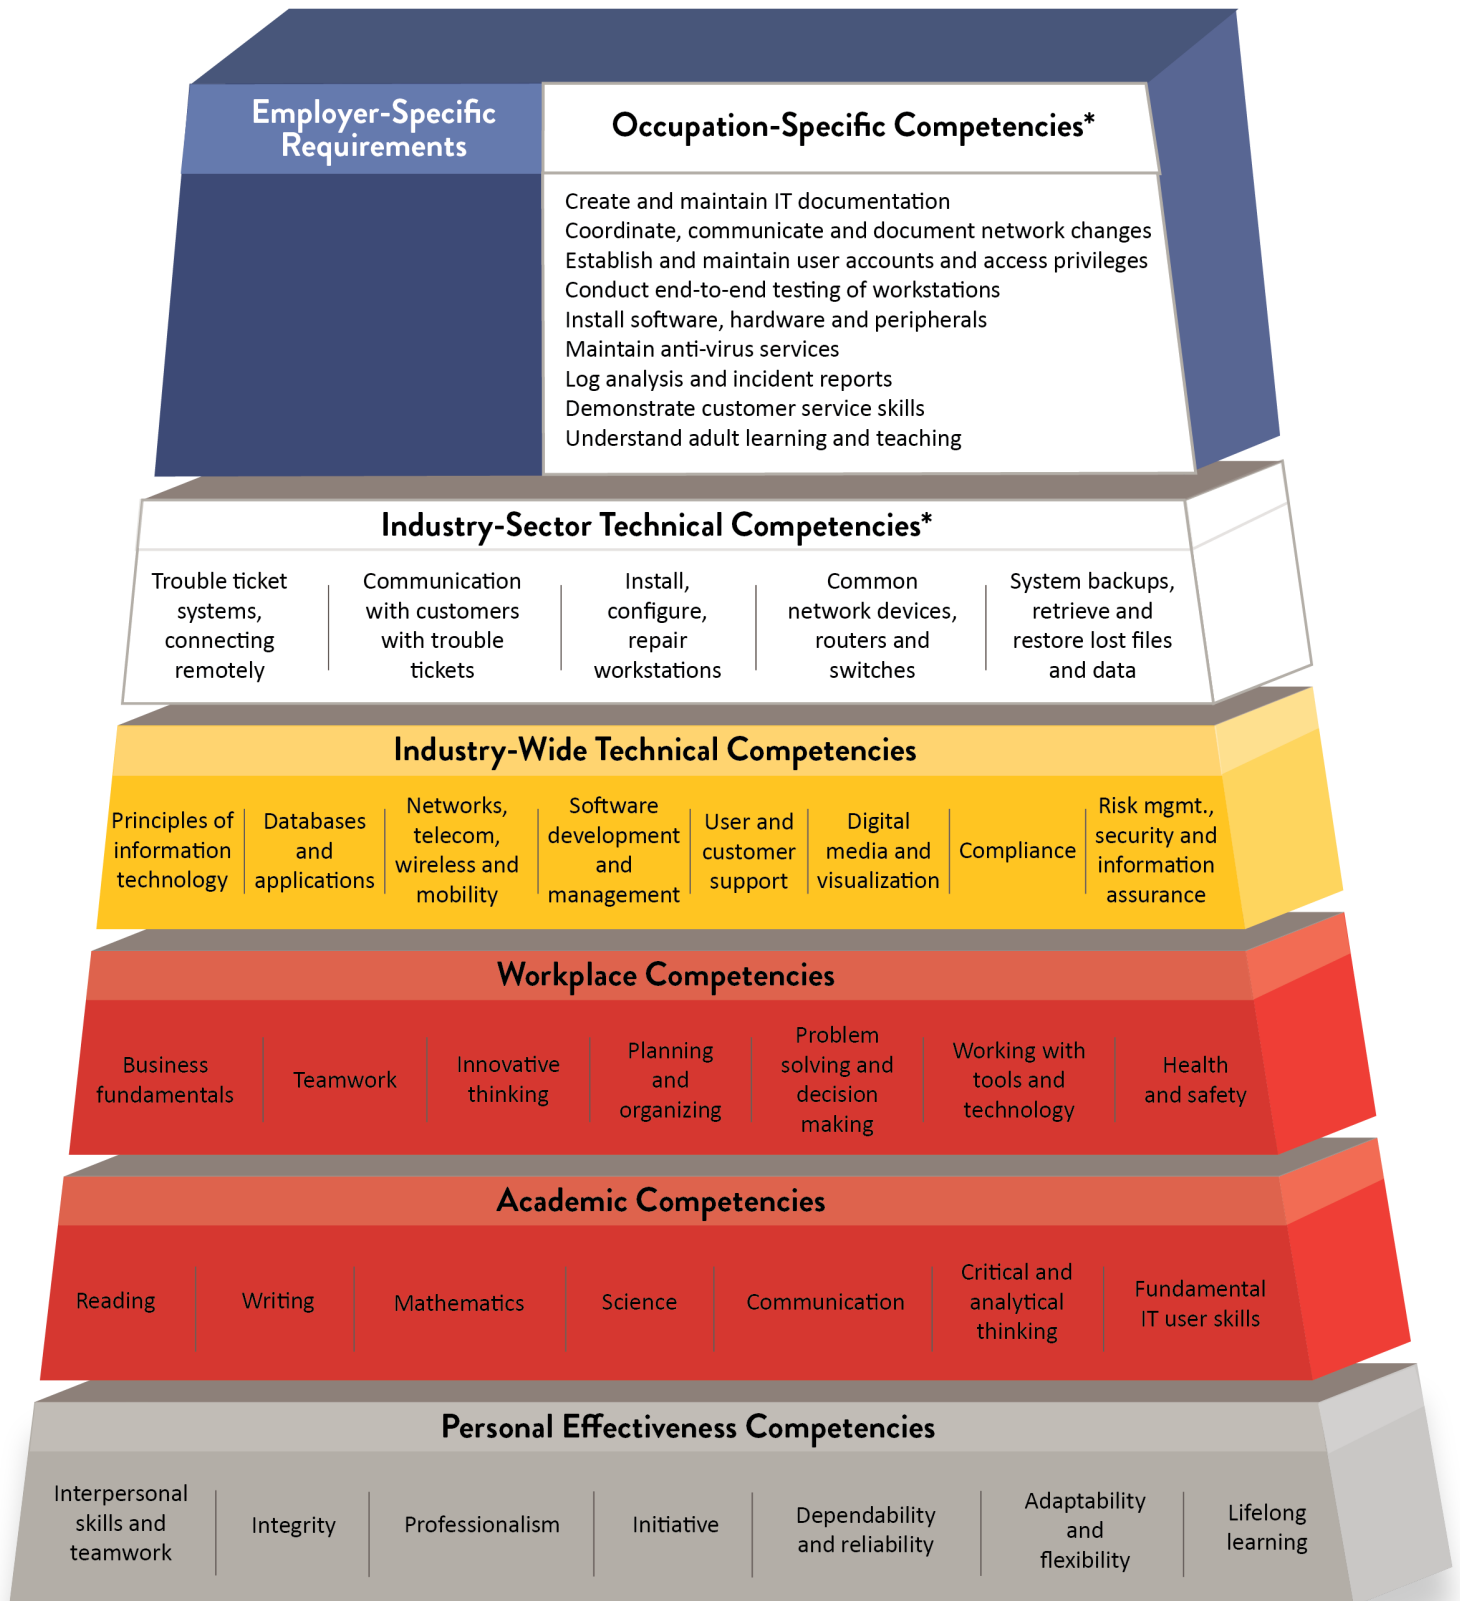 Employer-Specific
Requirements
Occupation-Specific Competencies*
Create and maintain IT documentation
Coordinate, communicate and document network changes
Establish and maintain user accounts and access privileges
Conduct end-to-end testing of workstations
Install software, hardware and peripherals
Maintain anti-virus services
Log analysis and incident reports
Demonstrate customer service skills
Understand adult learning and teaching
Industry-Sector Technical Competencies*
Trouble ticket
systems,
connecting
remotely
Communication
with customers
with trouble
tickets
Install,
configure,
repair
workstations
Common
network devices,
routers and
switches
System backups,
retrieve and
restore lost files
and data
Industry-Wide Technical Competencies
Principles of
information
technology
Databases
and
applications
Networks,
telecom,
wireless and
mobility
Software
development
and
management
User and
customer
support
Digital
media and
visualization
Compliance
Risk mgmt.,
security and
information
assurance
Workplace Competencies
Business
fundamentals
Teamwork
Innovative
thinking
Planning
and
organizing
Problem
solving and
decision
making
Working with
tools and
technology
Health
and safety
Academic Competencies
Reading
Writing
Mathematics
Science
Communication
Critical and
analytical
thinking
Fundamental
IT user skills
Personal Effectiveness Competencies
Interpersonal
skills and
teamwork
Integrity
Professionalism
Initiative
Dependability
and reliability
Adaptability
and
flexibility
Lifelong
learning